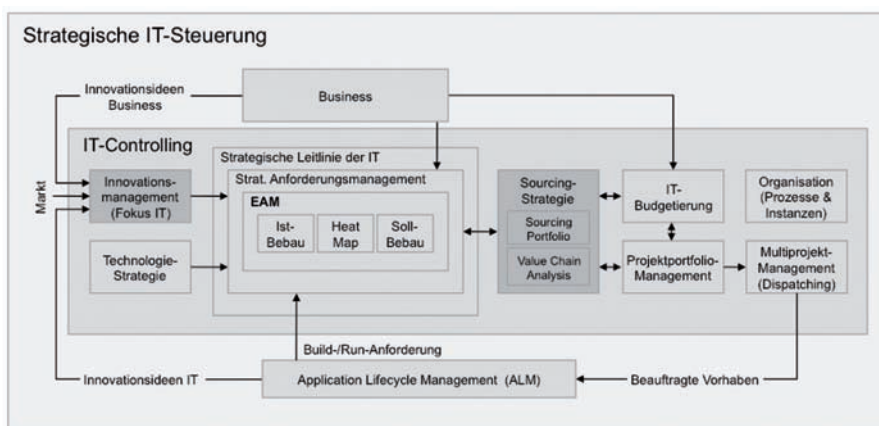 Strategische IT-Steuerung
Innovationsideen
Business
Business
IT-Controlling
Strategische Leitlinie der IT
Strat. Anforderungsmanagement
EAM
Ist-
Bebau
Heat
Map
Soll-
Bebau
Markt
Innovations-
management
(Fokus IT)
Technologie-
Strategie
Sourcing-
Strategie
Sourcing
Portfolio
Value Chain
Analysis
IT-
Budgetierung
Organisation
(Prozesse &
Instanzen)
Projektportfolio-
Management
Multiprojekt-
Management
(Dispatching)
Build-/Run-Anforderung
Innovationsideen IT
Application Lifecycle Management (ALM)
Beauftragte Vorhaben